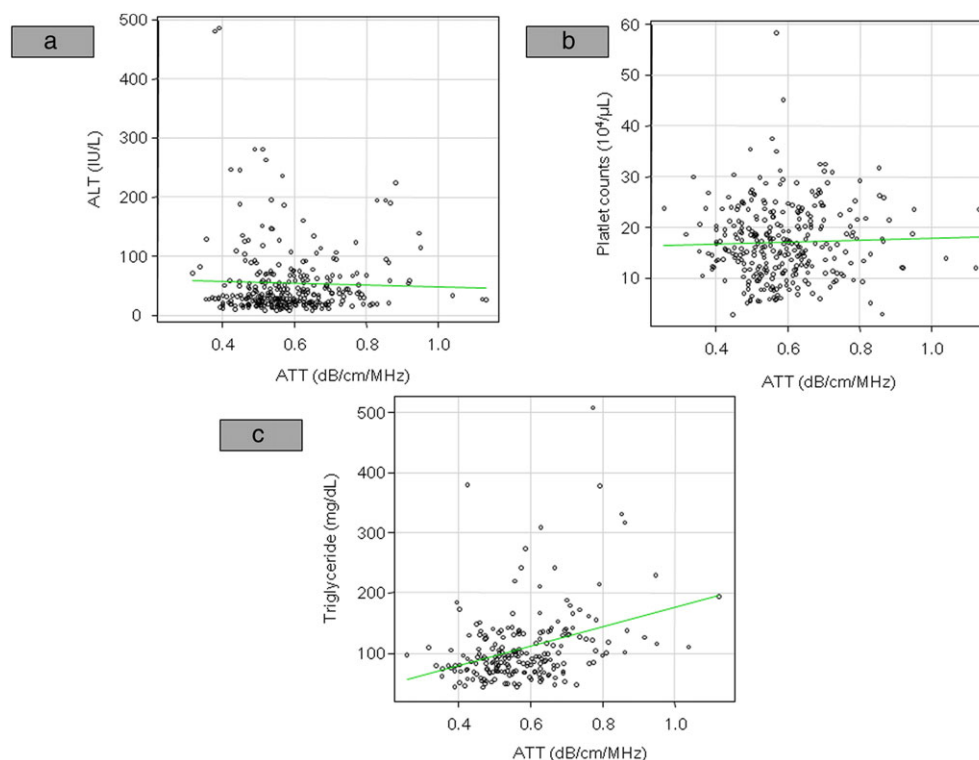 a
500
400
300
200
100
0
ALT (IU/L)
0.4 0.6 0.8 1.0
ATT (dB/cm/MHz)
b
60
50
40
30
20
10
Platlet counts (10⁴/μL)
0.4 0.6 0.8 1.0
ATT (dB/cm/MHz)
c
500
400
300
200
100
Triglyceride (mg/dL)
0.4 0.6 0.8 1.0
ATT (dB/cm/MHz)